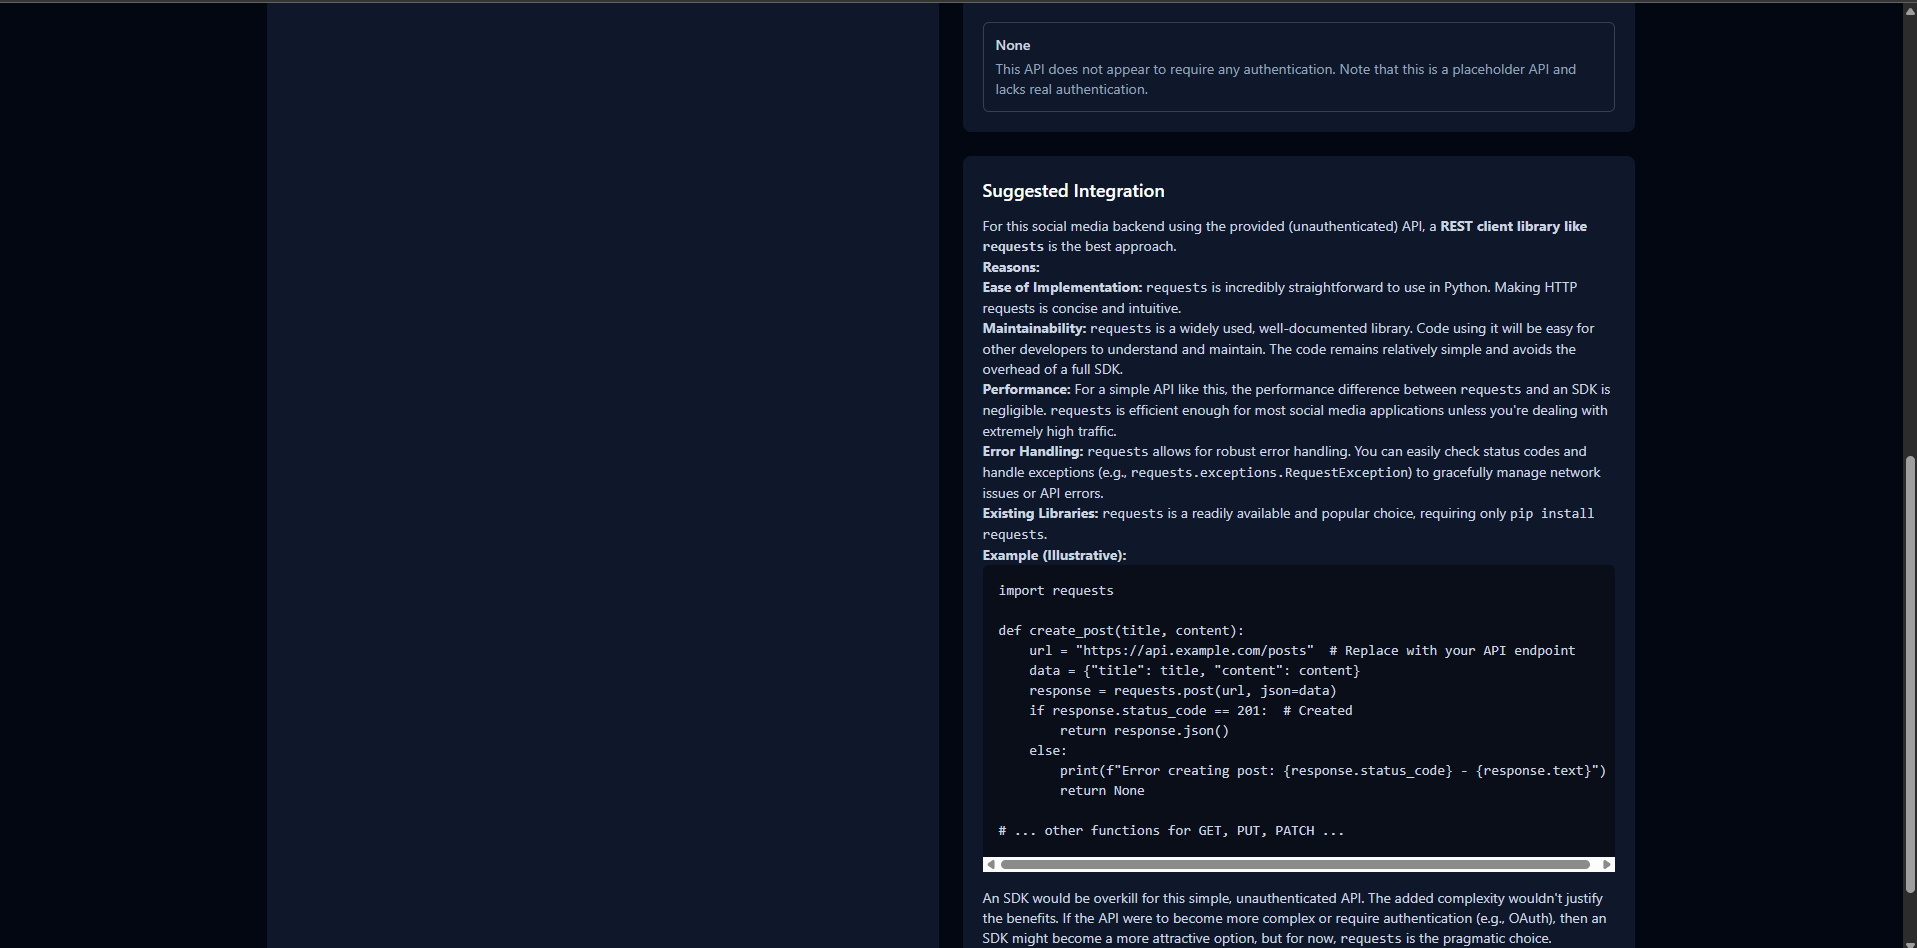 None
This API does not appear to require any authentication. Note that this is a placeholder API and
lacks real authentication.
Suggested Integration
For this social media backend using the provided (unauthenticated) API, a REST client library like
requests is the best approach.
Reasons:
Ease of Implementation: requests is incredibly straightforward to use in Python. Making HTTP
requests is concise and intuitive.
Maintainability: requests is a widely used, well-documented library. Code using it will be easy for
other developers to understand and maintain. The code remains relatively simple and avoids the
overhead of a full SDK.
Performance: For a simple API like this, the performance difference between requests and an SDK is
negligible. requests is efficient enough for most social media applications unless you're dealing with
extremely high traffic.
Error Handling: requests allows for robust error handling. You can easily check status codes and
handle exceptions (e.g., requests.exceptions.RequestException) to gracefully manage network
issues or API errors.
Existing Libraries: requests is a readily available and popular choice, requiring only pip install
requests.
Example (Illustrative):
import requests
def create_post(title, content):
    url = "https://api.example.com/posts"  # Replace with your API endpoint
    data = {"title": title, "content": content}
    response = requests.post(url, json=data)
    if response.status_code == 201:  # Created
        return response.json()
    else:
        print(f"Error creating post: {response.status_code} - {response.text}")
        return None
# ... other functions for GET, PUT, PATCH ...
An SDK would be overkill for this simple, unauthenticated API. The added complexity wouldn't justify
the benefits. If the API were to become more complex or require authentication (e.g., OAuth), then an
SDK might become a more attractive option, but for now, requests is the pragmatic choice.